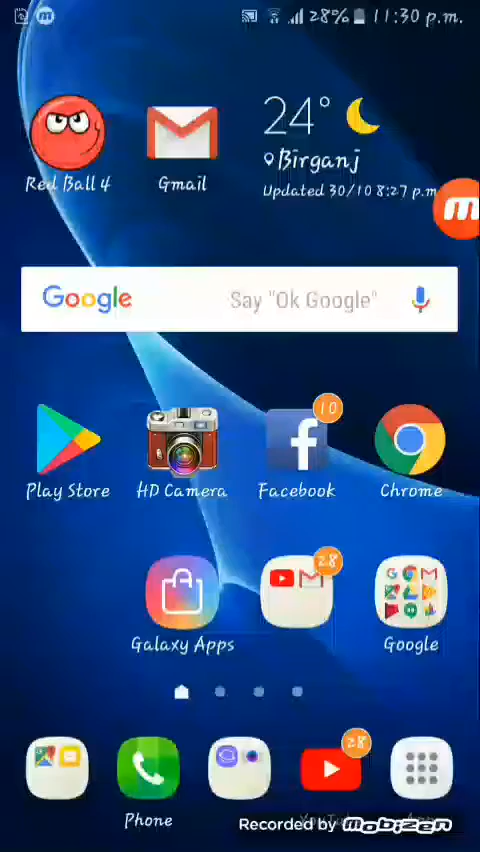 28% 11:30 p.m.
24°
Birganj
Updated 30/10 8:27 p.m
Red Ball 4
Gmail
Google
Say "Ok Google"
10
Play Store
HD Camera
Facebook
Chrome
28
Galaxy Apps
Google
28
Phone
Recorded by mobizen